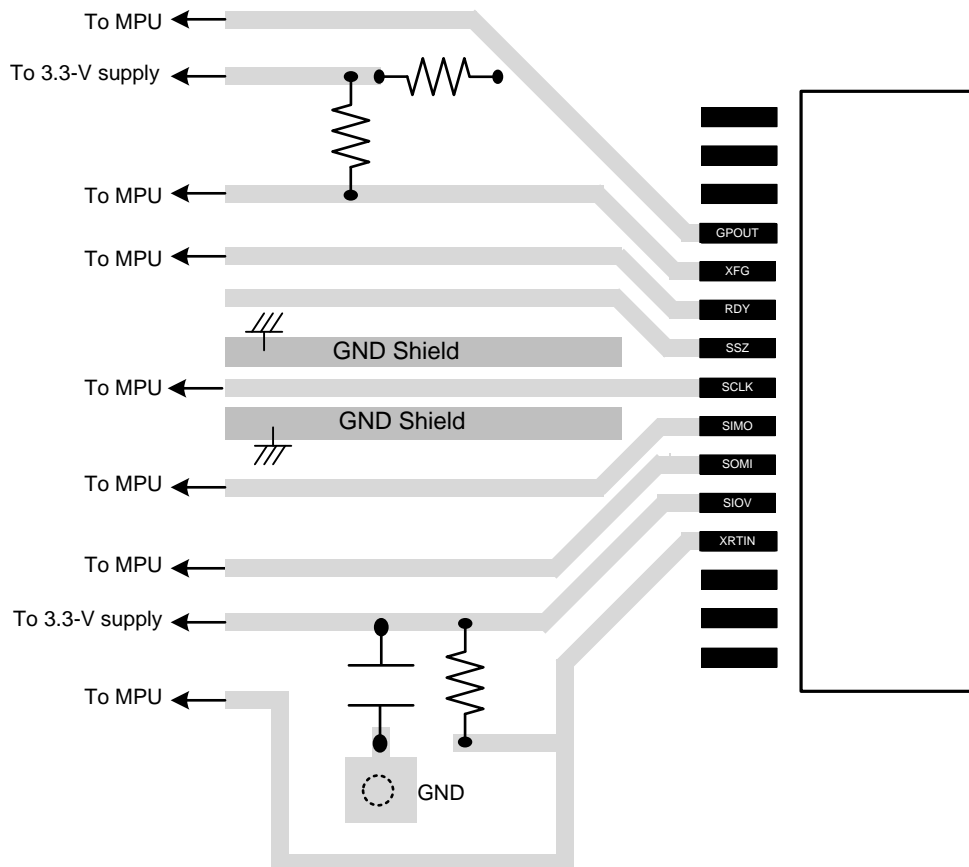 To MPU
To 3.3-V supply
To MPU
GPOUT
XFG
To MPU
RDY
SSZ
GND Shield
To MPU
SCLK
GND Shield
SIMO
To MPU
SOMI
SIOV
XRTIN
To MPU
To 3.3-V supply
To MPU
GND